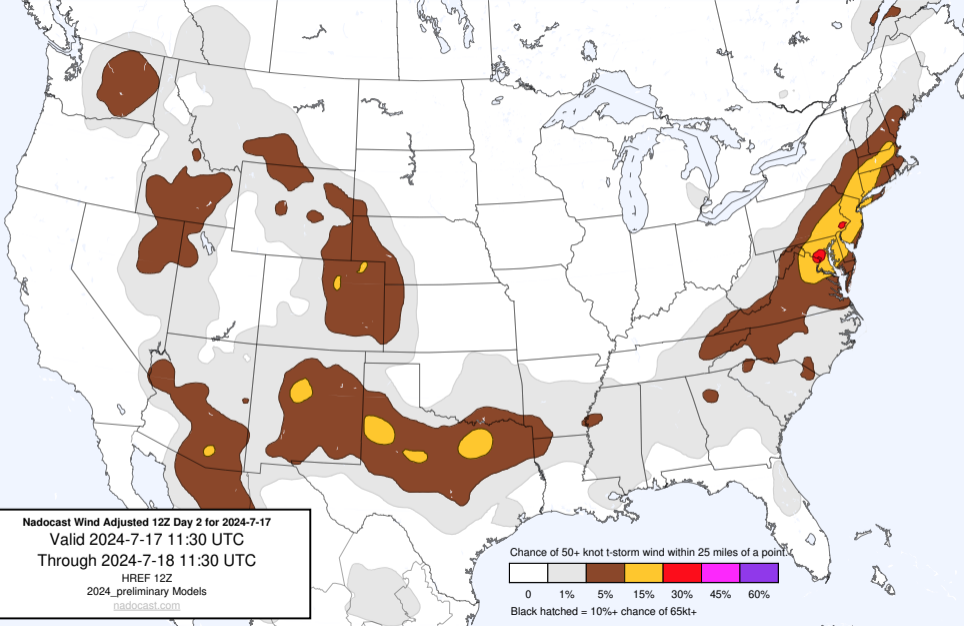 Nadocast Wind Adjusted 12Z Day 2 for 2024-7-17
Valid 2024-7-17 11:30 UTC
Through 2024-7-18 11:30 UTC
HREF 12Z
2024_preliminary Models
nadocast.com
Chance of 50+ knot t-storm wind within 25 miles of a point.
0 1% 5% 15% 30% 45% 60%
Black hatched = 10%+ chance of 65kt+